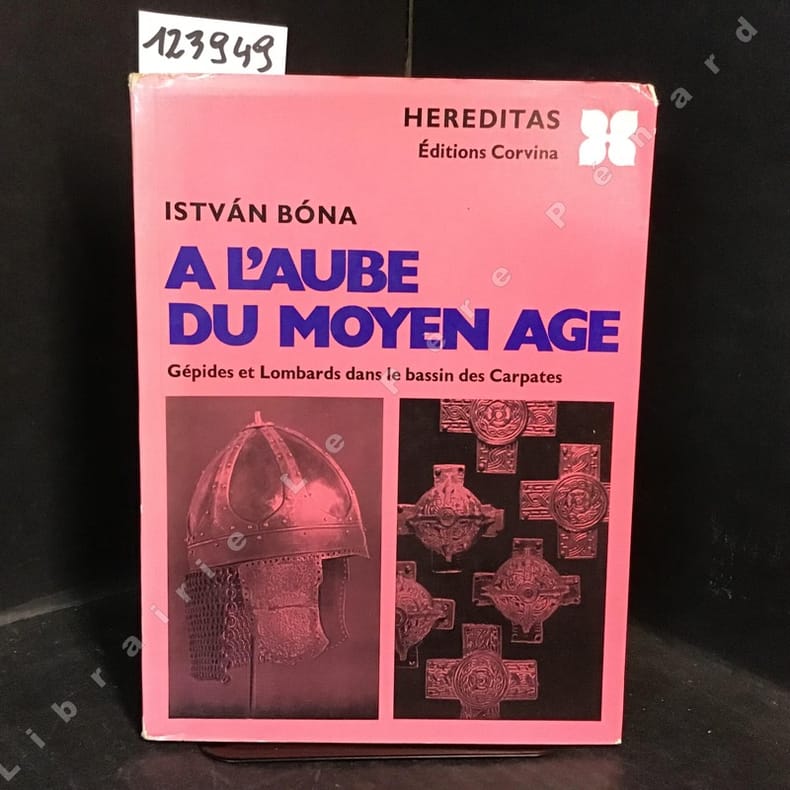 123949
HEREDITAS
Éditions Corvina
ISTVÁN BÓNA
A L'AUBE
DU MOYEN AGE
Gépides et Lombards dans le bassin des Carpates
Librairie Le Père Pénard